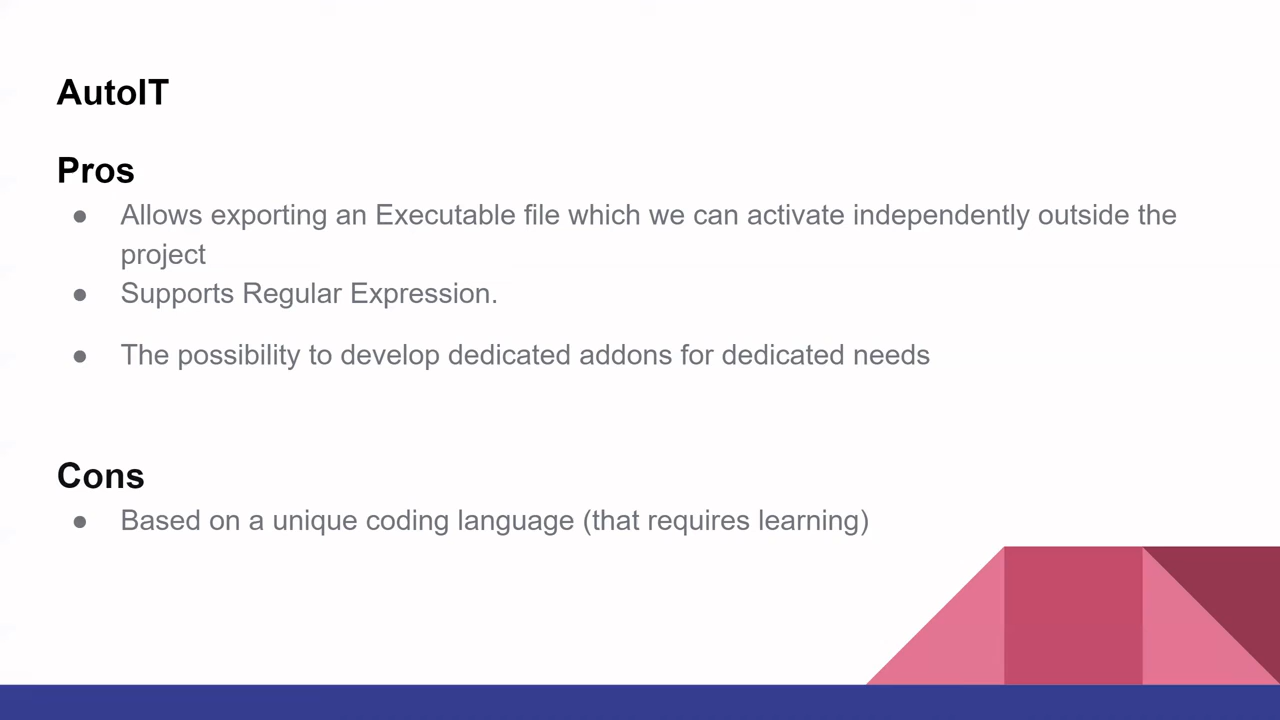 AutoIT
Pros
● Allows exporting an Executable file which we can activate independently outside the
project
● Supports Regular Expression.
● The possibility to develop dedicated addons for dedicated needs
Cons
● Based on a unique coding language (that requires learning)